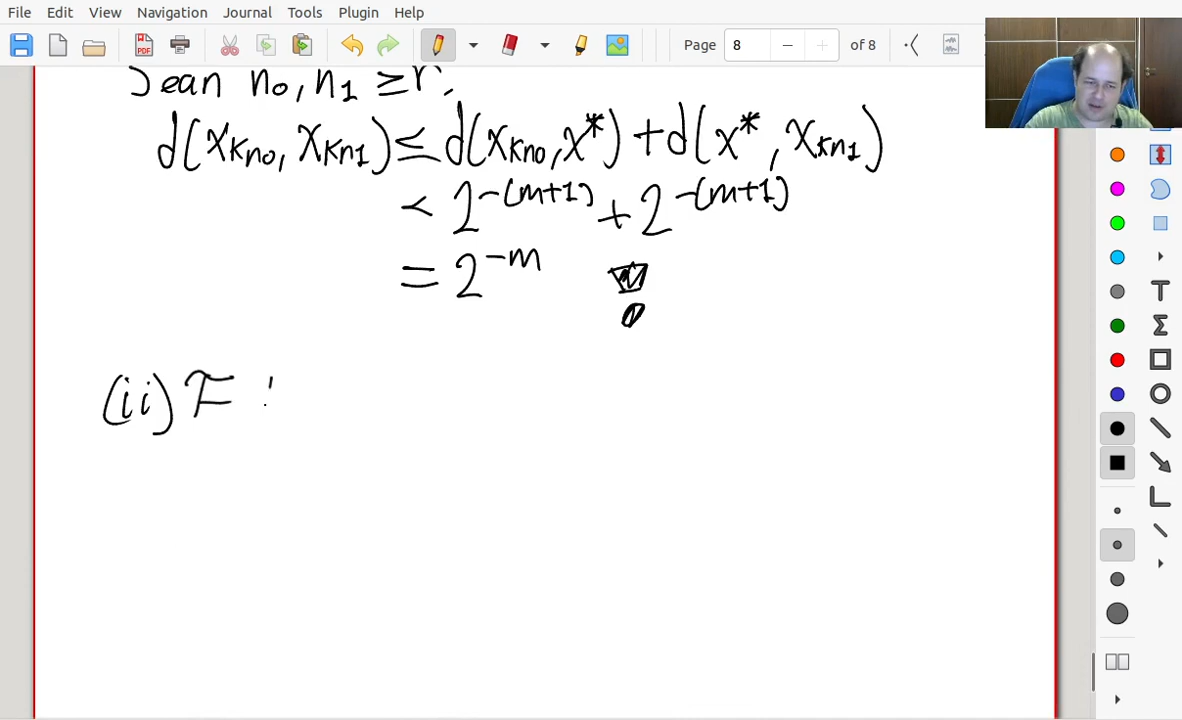 File Edit View Navigation Journal Tools Plugin Help
Page 8 of 8
Sean n₀, n₁ ≥ r.
d(x_{kn₀}, x_{kn₁}) ≤ d(x_{kn₀}, x*) + d(x*, x_{kn₁})
< 2^{-(m+1)} + 2^{-(m+1)}
= 2^{-m}
(ii) F